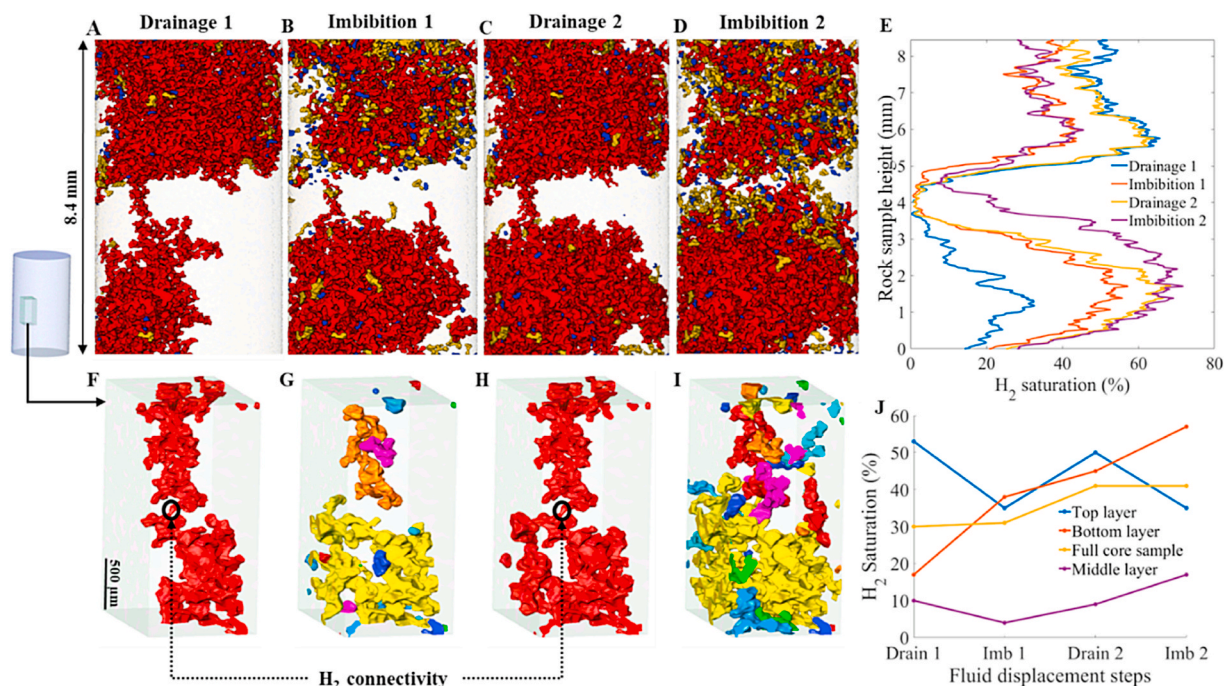 A Drainage 1
B Imbibition 1
C Drainage 2
D Imbibition 2
8.4 mm
E
Rock sample height (mm)
8
7
6
5
4
3
2
1
0
Drainage 1
Imbibition 1
Drainage 2
Imbibition 2
20 40 60 80
H₂ saturation (%)
F
G
H
I
500 μm
H₂ connectivity
J
H₂ Saturation (%)
60
50
40
30
20
10
0
Top layer
Bottom layer
Full core sample
Middle layer
Drain 1 Imb 1 Drain 2 Imb 2
Fluid displacement steps